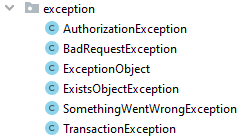 exception
AuthorizationException
BadRequestException
ExceptionObject
ExistsObjectException
SomethingWentWrongException
TransactionException